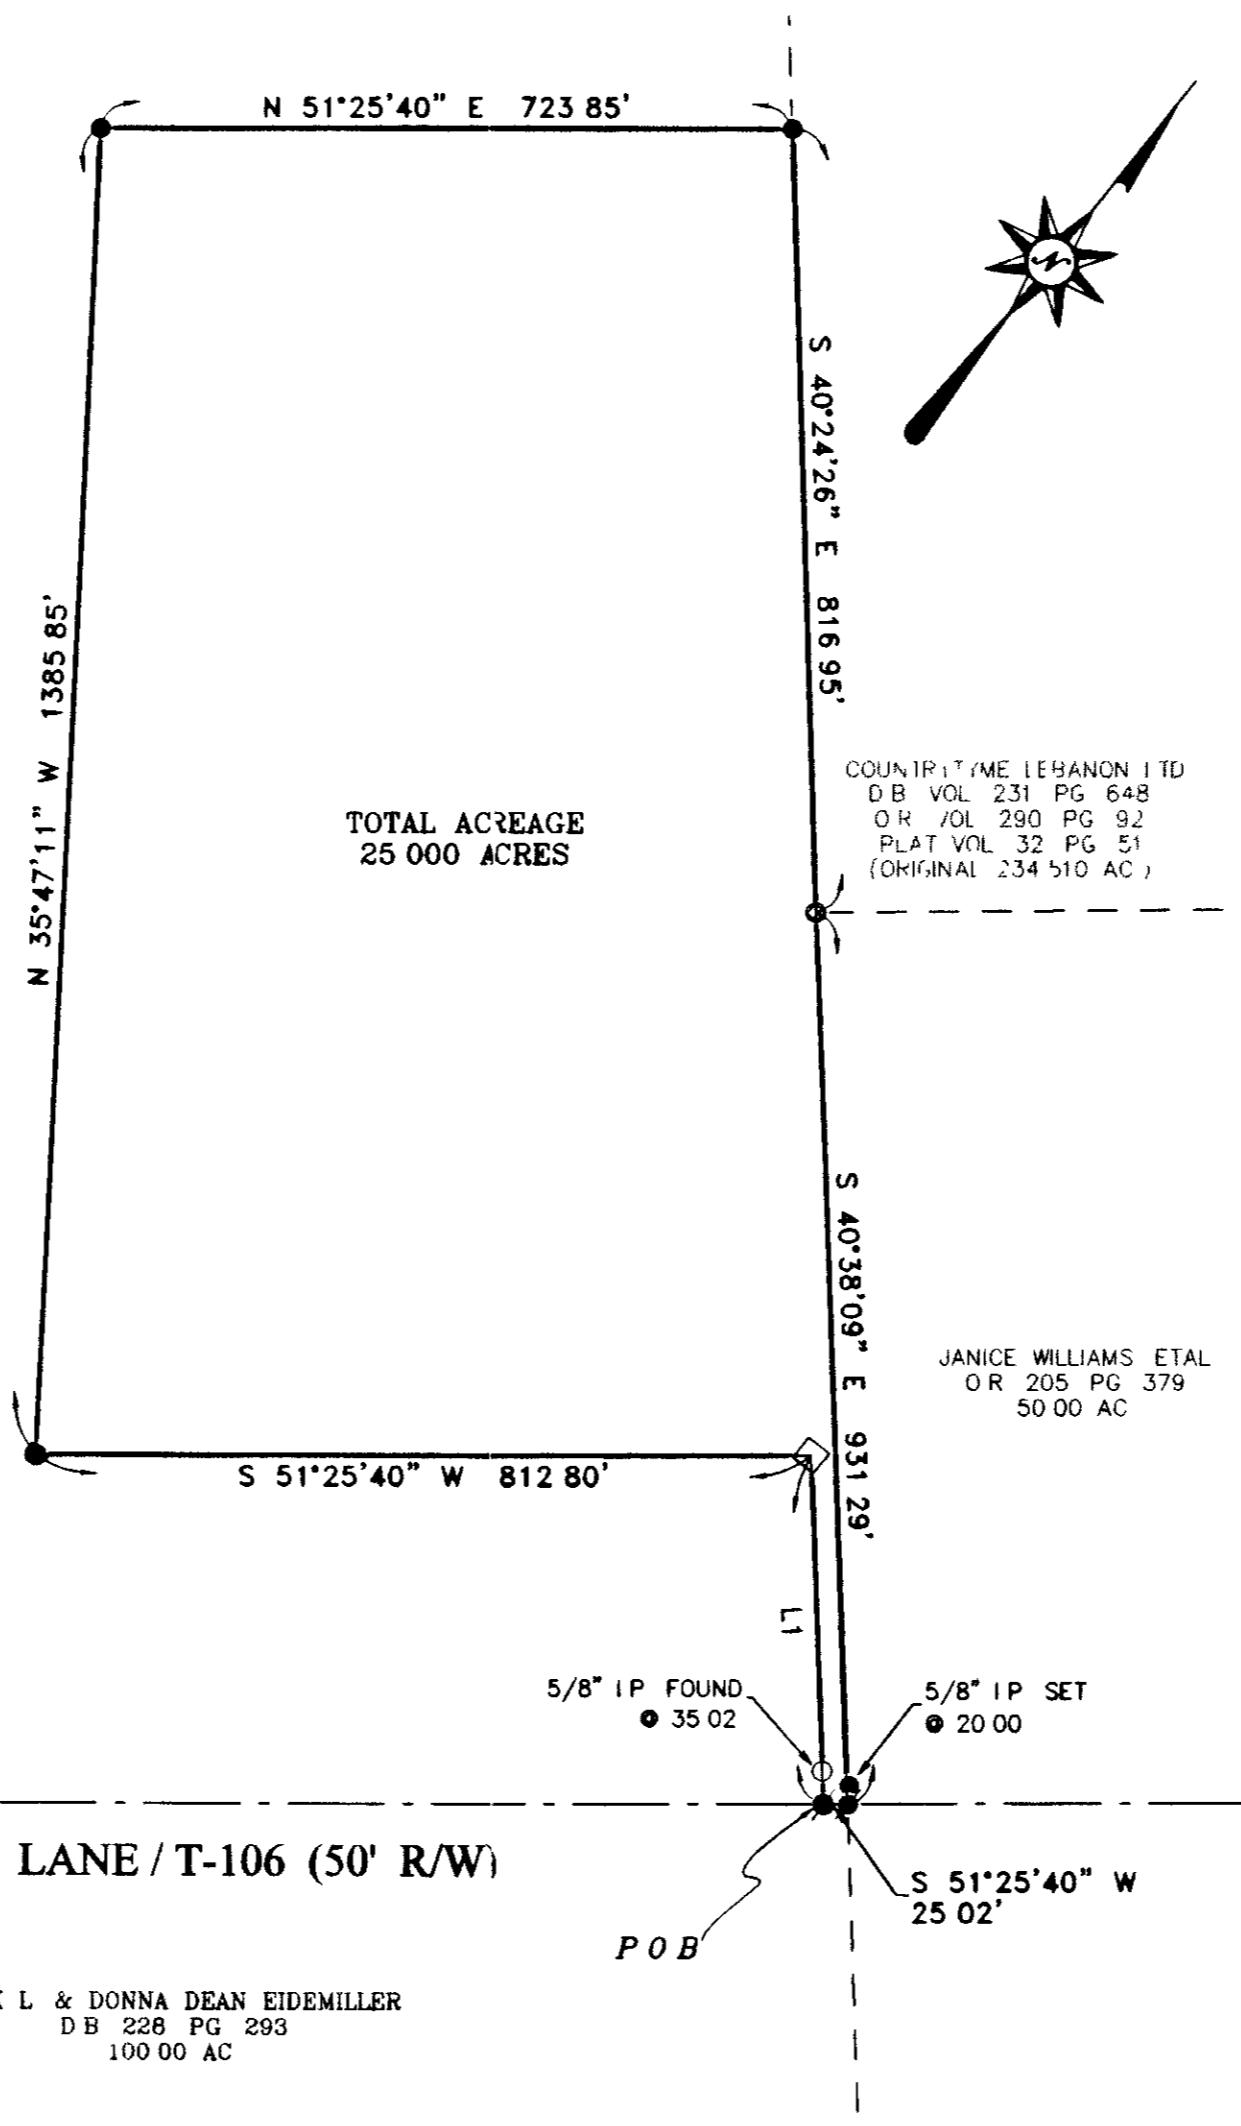 N 51°25'40" E 723 85'
S 40°24'26" E 816 95'
N 35°47'11" W 1385 85'
TOTAL ACREAGE
25 000 ACRES
COUNTRYTYME LEBANON LTD
D B VOL 231 PG 648
O R VOL 290 PG 92
PLAT VOL 32 PG 51
(ORIGINAL 234 510 AC )
S 40°38'09" E 931 29'
JANICE WILLIAMS ETAL
O R 205 PG 379
50 00 AC
S 51°25'40" W 812 80'
L1
5/8" I P FOUND
@ 35 02
5/8" I P SET
@ 20 00
LANE / T-106 (50' R/W)
S 51°25'40" W
25 02'
P O B
L & DONNA DEAN EIDEMILLER
D B 228 PG 293
100 00 AC
N